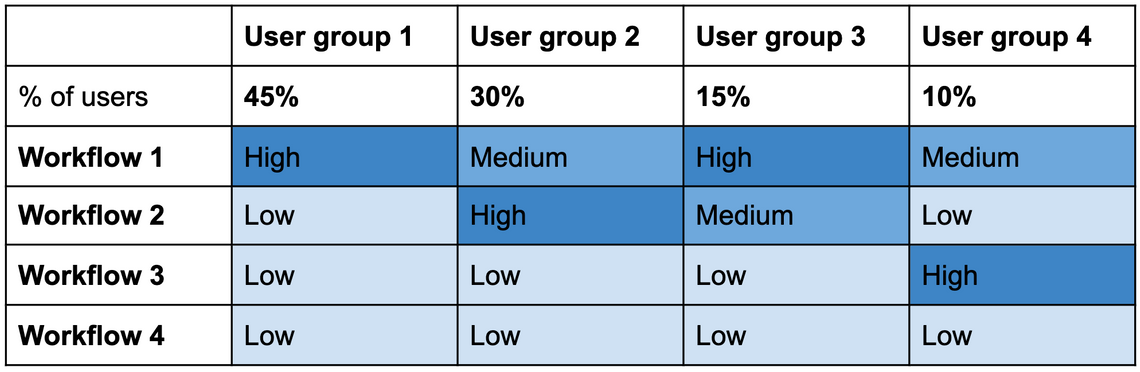 User group 1 User group 2 User group 3 User group 4
% of users 45% 30% 15% 10%
Workflow 1 High Medium High Medium
Workflow 2 Low High Medium Low
Workflow 3 Low Low Low High
Workflow 4 Low Low Low Low